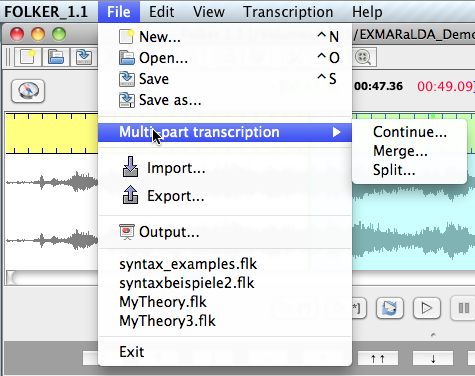 FOLKER_1.1 File Edit View Transcription Help
/EXMARaLDA_Demo
New... ^N
Open... ^O
Save ^S
Save as...
00:47.36 00:49.09]
Multi-part transcription
Continue...
Merge...
Split...
Import...
Export...
Output...
syntax_examples.flk
syntaxbeispiele2.flk
MyTheory.flk
MyTheory3.flk
Exit